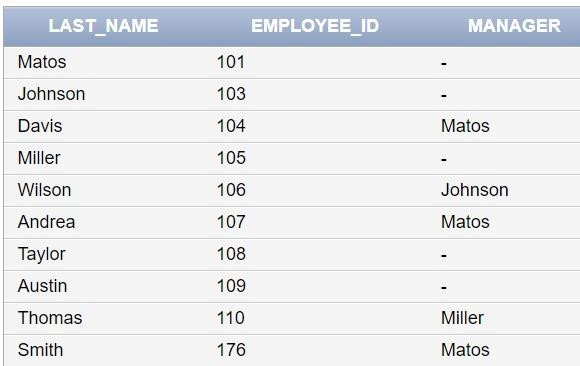 LAST_NAME EMPLOYEE_ID MANAGER
Matos 101 -
Johnson 103 -
Davis 104 Matos
Miller 105 -
Wilson 106 Johnson
Andrea 107 Matos
Taylor 108 -
Austin 109 -
Thomas 110 Miller
Smith 176 Matos